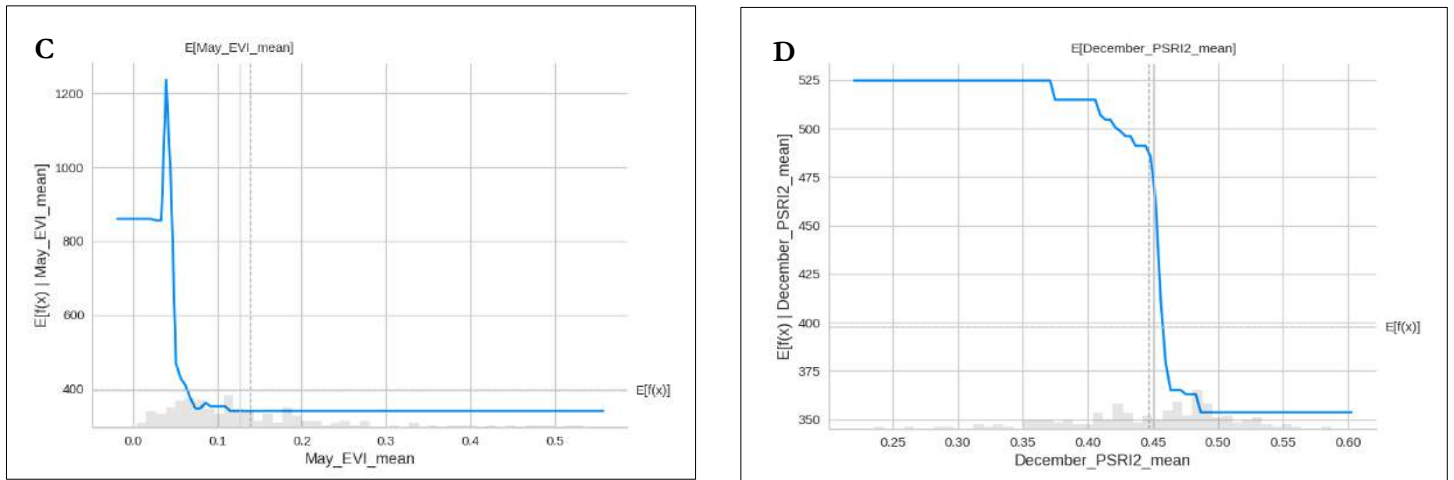 C
E[May_EVI_mean]
E[f(x) | May_EVI_mean]
1200
1000
800
600
400
E[f(x)]
0.0 0.1 0.2 0.3 0.4 0.5
May_EVI_mean
D
E[December_PSRI2_mean]
E[f(x) | December_PSRI2_mean]
525
500
475
450
425
400
375
350
E[f(x)]
0.25 0.30 0.35 0.40 0.45 0.50 0.55 0.60
December_PSRI2_mean